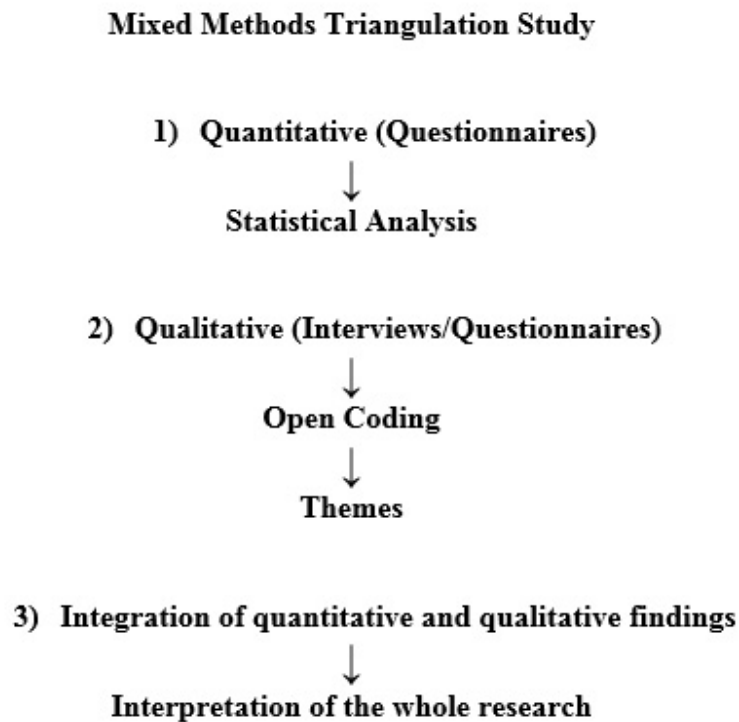 Mixed Methods Triangulation Study
1) Quantitative (Questionnaires)
↓
Statistical Analysis
2) Qualitative (Interviews/Questionnaires)
↓
Open Coding
↓
Themes
3) Integration of quantitative and qualitative findings
↓
Interpretation of the whole research